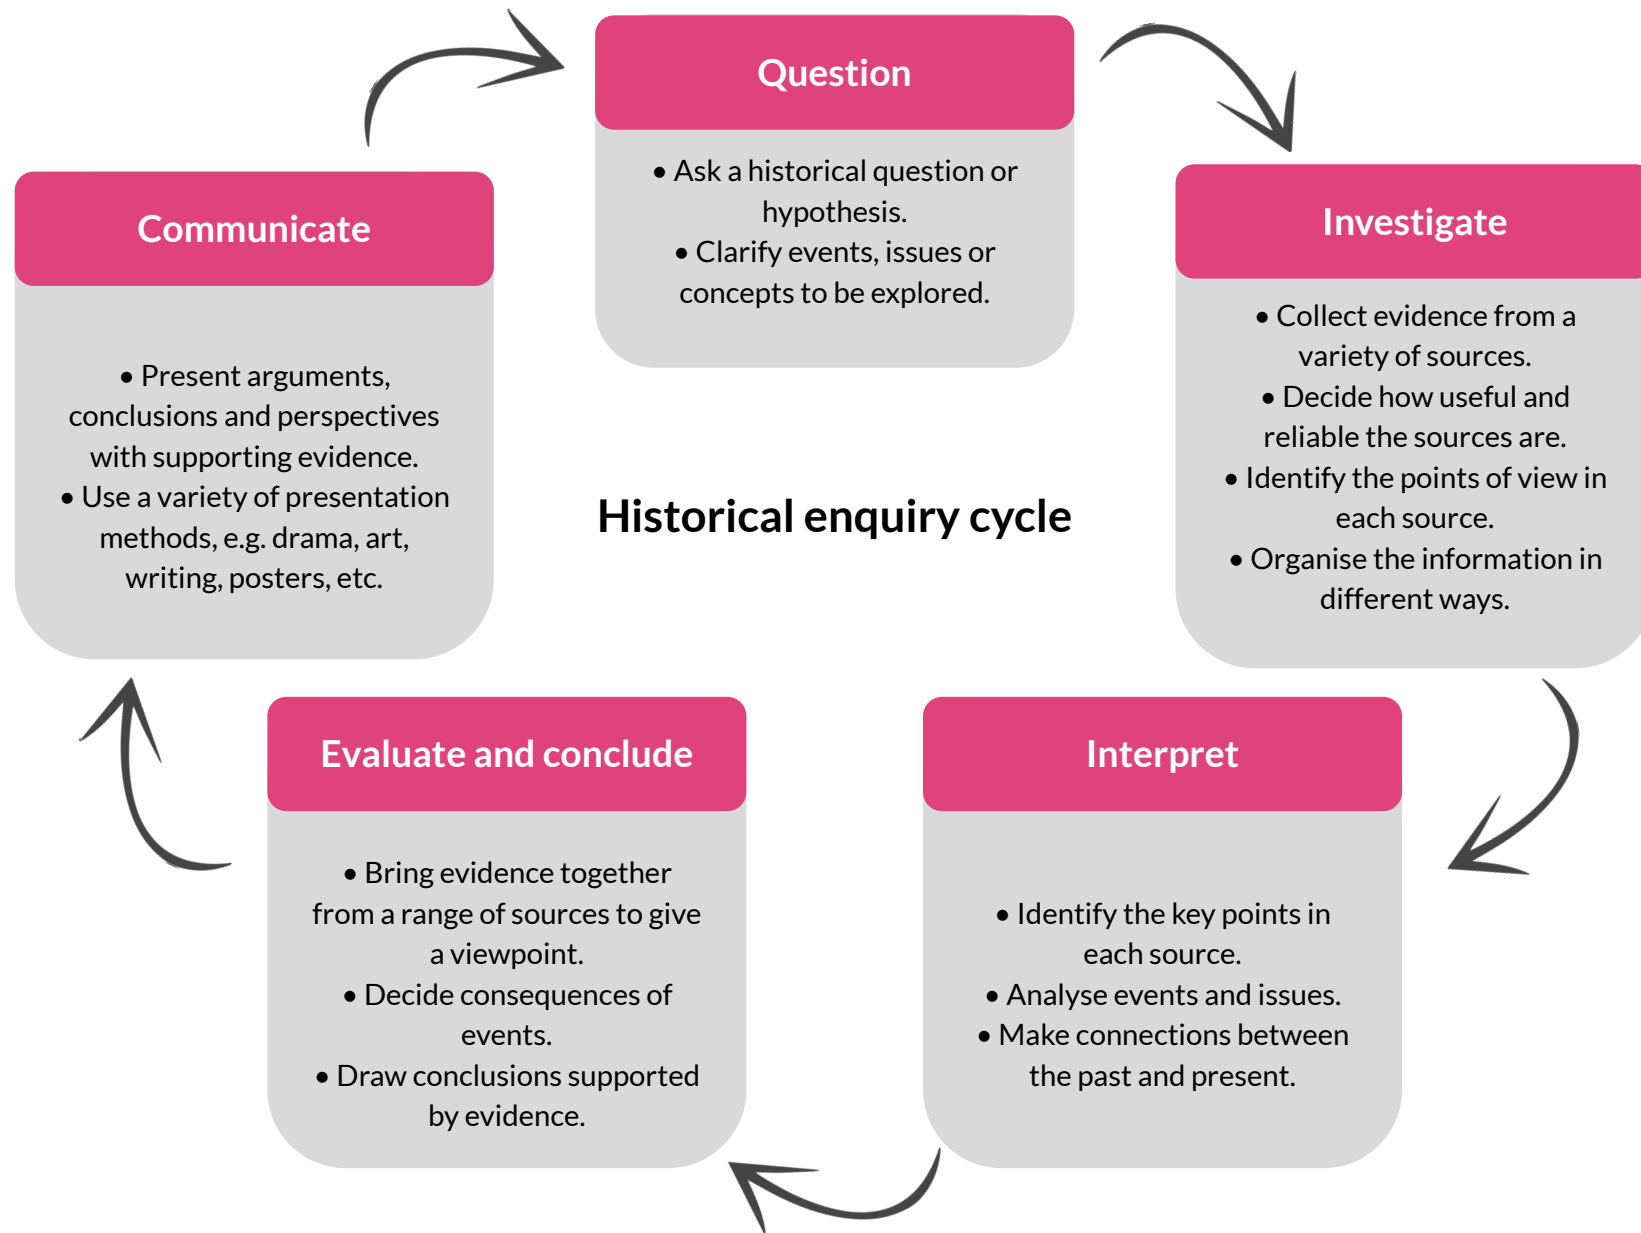 Question
• Ask a historical question or
hypothesis.
• Clarify events, issues or
concepts to be explored.
Investigate
• Collect evidence from a
variety of sources.
• Decide how useful and
reliable the sources are.
• Identify the points of view in
each source.
• Organise the information in
different ways.
Interpret
• Identify the key points in
each source.
• Analyse events and issues.
• Make connections between
the past and present.
Evaluate and conclude
• Bring evidence together
from a range of sources to give
a viewpoint.
• Decide consequences of
events.
• Draw conclusions supported
by evidence.
Communicate
• Present arguments,
conclusions and perspectives
with supporting evidence.
• Use a variety of presentation
methods, e.g. drama, art,
writing, posters, etc.
Historical enquiry cycle